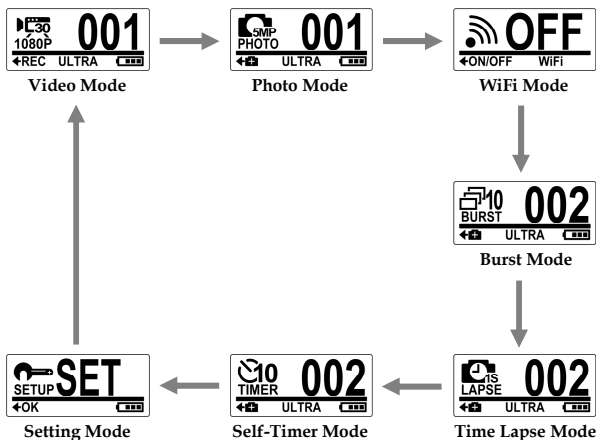 30
1080P
001
REC ULTRA
Video Mode
5MP
PHOTO
001
ULTRA
Photo Mode
OFF
ON/OFF WiFi
WiFi Mode
10
BURST
002
ULTRA
Burst Mode
SETUP
SET
OK
Setting Mode
10
TIMER
002
ULTRA
Self-Timer Mode
1S
LAPSE
002
ULTRA
Time Lapse Mode